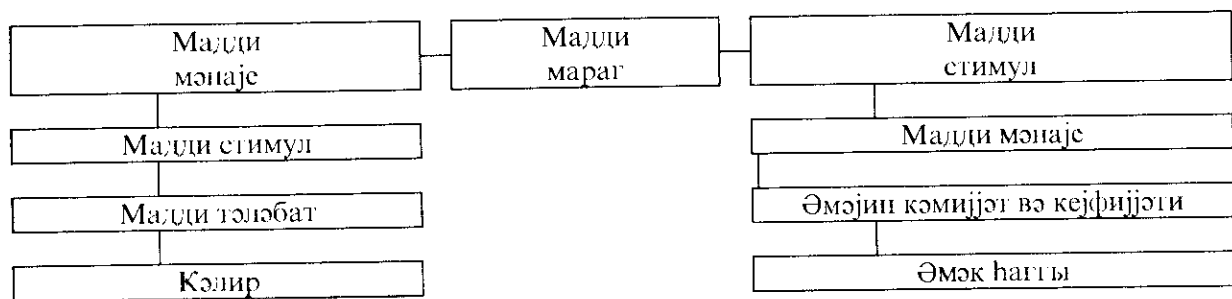 Мадди
мәнаје
Мадди
мараг
Мадди
стимул
Мадди стимул
Мадди тәләбат
Кәлир
Мадди мәнаје
Әмәјин кәмијјәт вә кејфијјәти
Әмәк һаггы